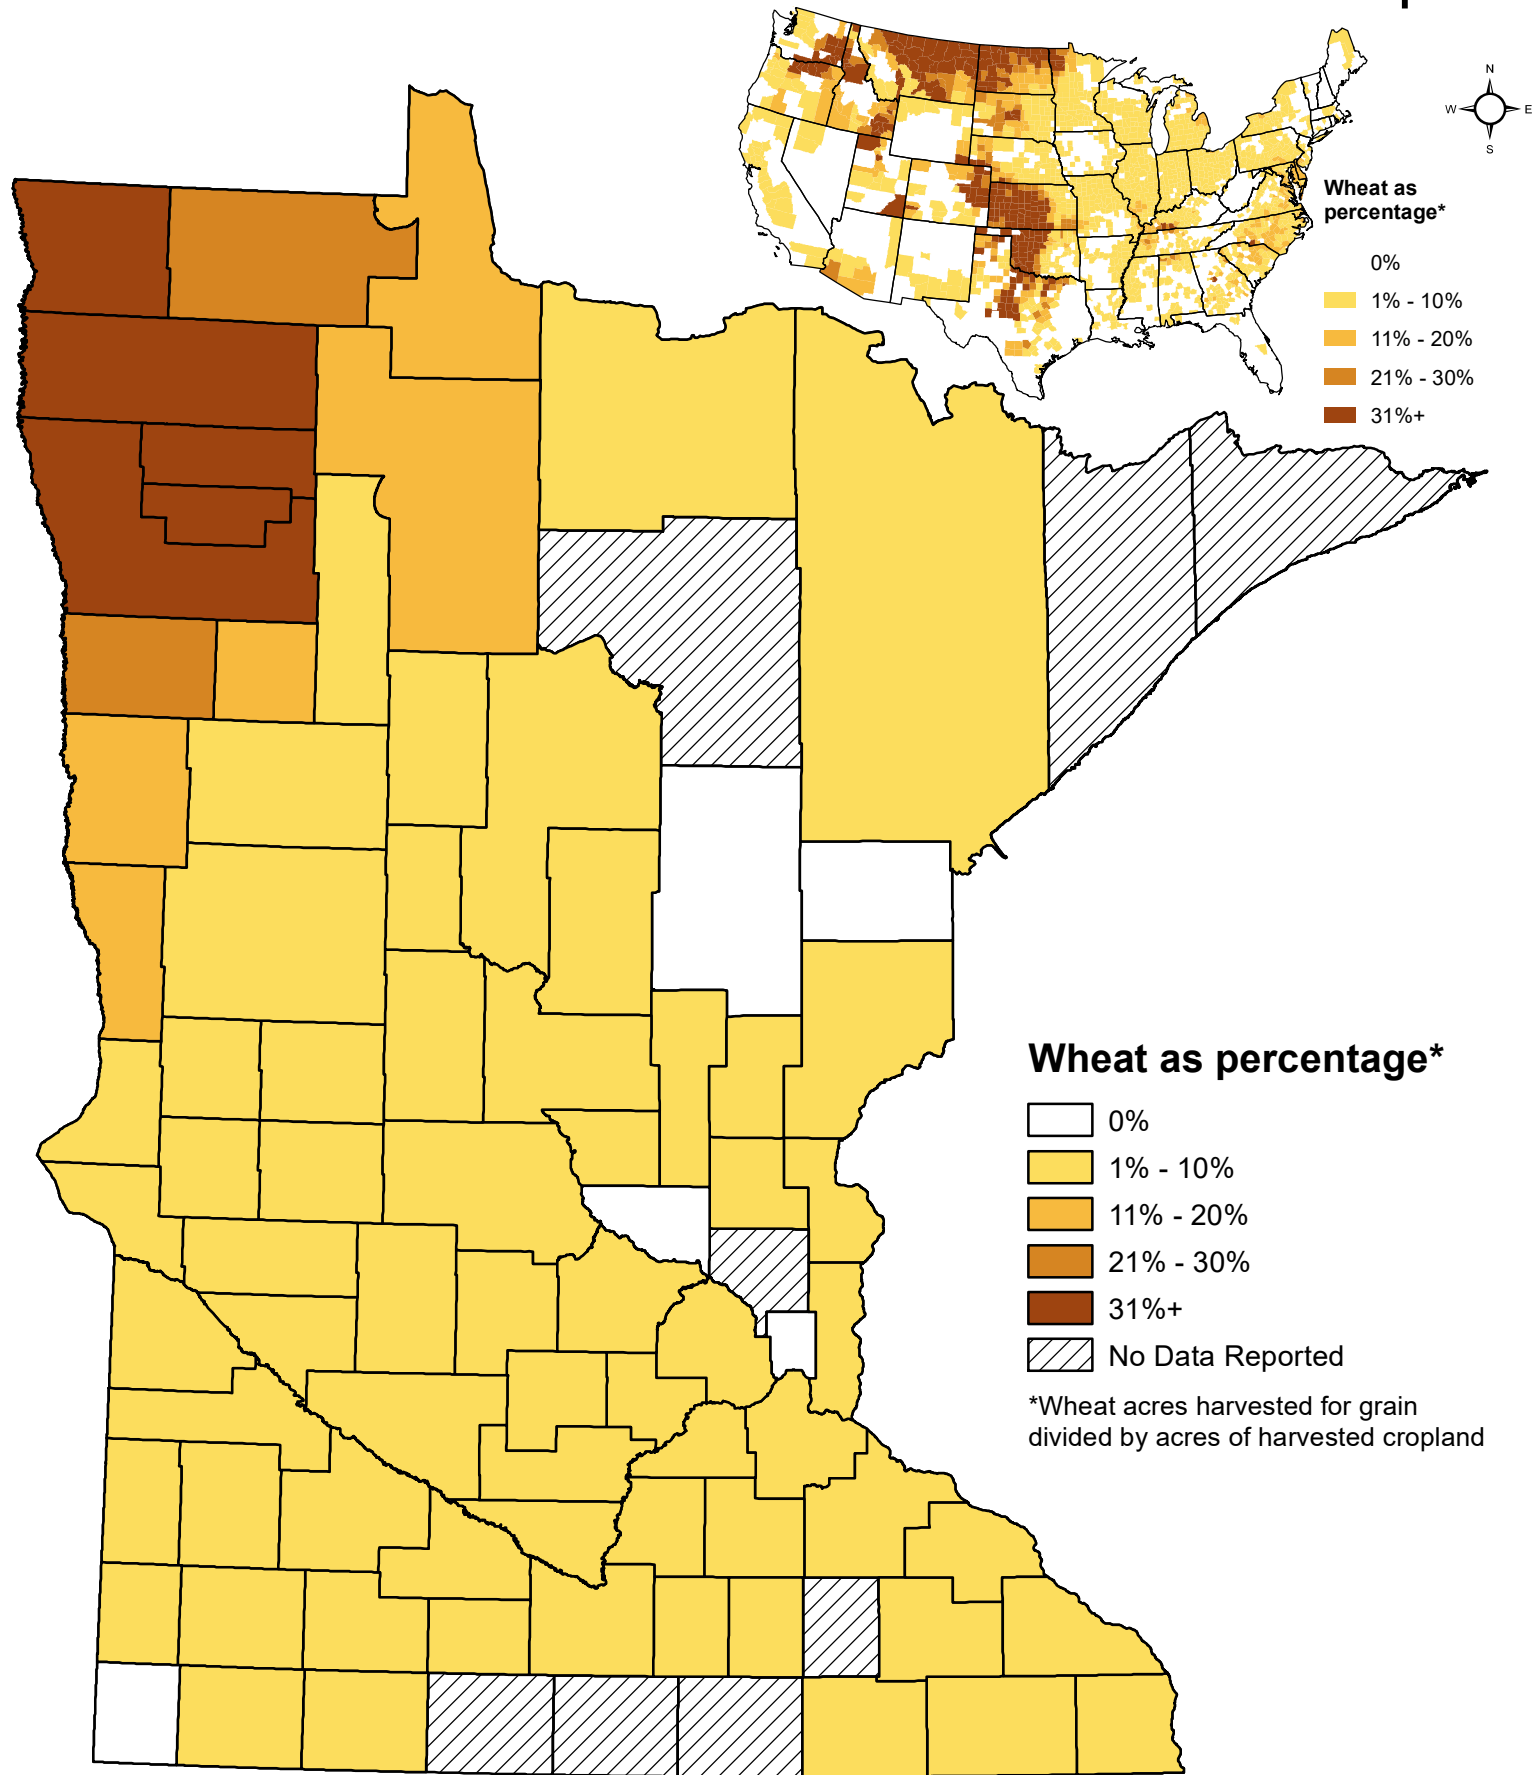 N
W
E
S
Wheat as
percentage*
0%
1% - 10%
11% - 20%
21% - 30%
31%+
Wheat as percentage*
0%
1% - 10%
11% - 20%
21% - 30%
31%+
No Data Reported
*Wheat acres harvested for grain
divided by acres of harvested cropland